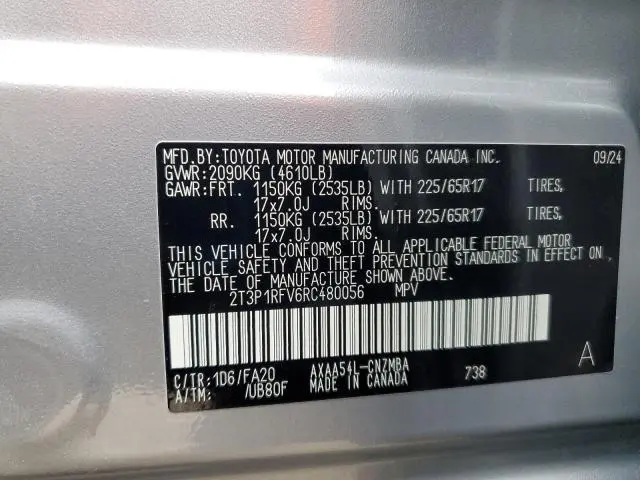 MFD.BY:TOYOTA MOTOR MANUFACTURING CANADA INC. 09/24
GVWR:2090KG (4610LB)
GAWR:FRT. 1150KG (2535LB) WITH 225/65R17 TIRES,
17x7.0J RIMS.
RR. 1150KG (2535LB) WITH 225/65R17 TIRES,
17x7.0J RIMS.
THIS VEHICLE CONFORMS TO ALL APPLICABLE FEDERAL MOTOR
VEHICLE SAFETY AND THEFT PREVENTION STANDARDS IN EFFECT ON
THE DATE OF MANUFACTURE SHOWN ABOVE.
2T3P1RFV6RC480056 MPV
C/TR:1D6/FA20 AXAA54L-CNZMBA 738 A
A/TM: /UB80F MADE IN CANADA